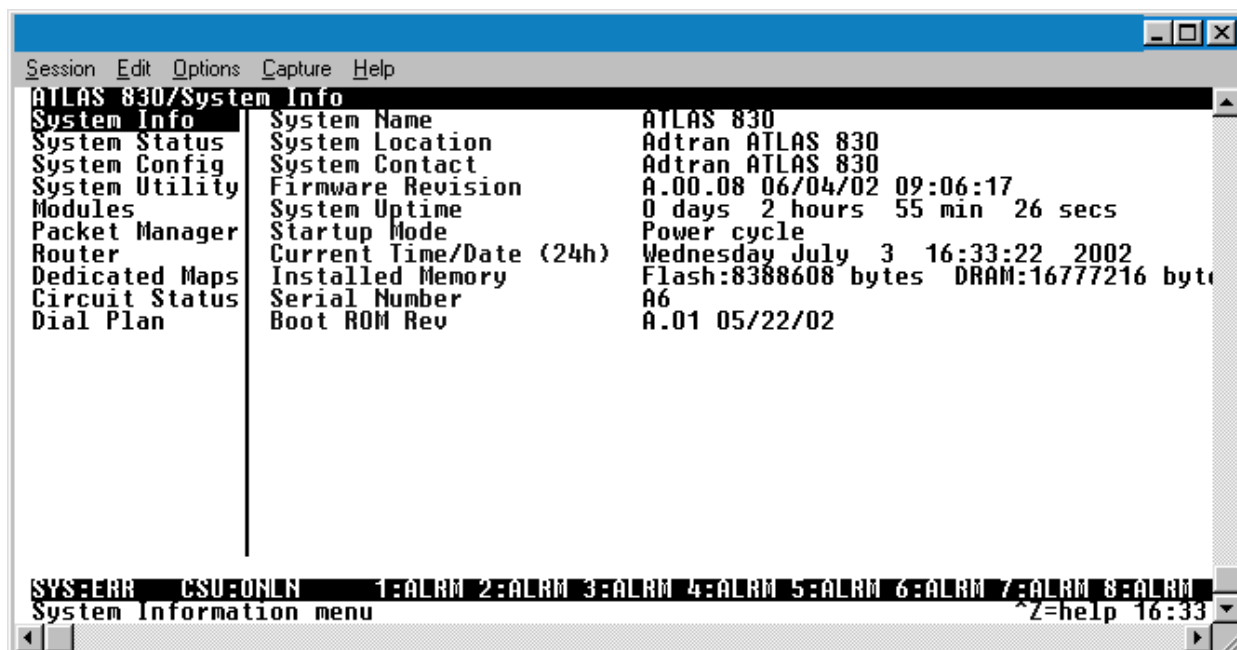 Session Edit Options Capture Help
ATLAS 830/System Info
System Info System Name ATLAS 830
System Status System Location Adtran ATLAS 830
System Config System Contact Adtran ATLAS 830
System Utility Firmware Revision A.00.08 06/04/02 09:06:17
Modules System Uptime 0 days 2 hours 55 min 26 secs
Packet Manager Startup Mode Power cycle
Router Current Time/Date (24h) Wednesday July 3 16:33:22 2002
Dedicated Maps Installed Memory Flash:8388608 bytes DRAM:16777216 byt
Circuit Status Serial Number A6
Dial Plan Boot ROM Rev A.01 05/22/02
SYS:ERR CSU:ONLN 1:ALRM 2:ALRM 3:ALRM 4:ALRM 5:ALRM 6:ALRM 7:ALRM 8:ALRM
System Information menu ^Z=help 16:33